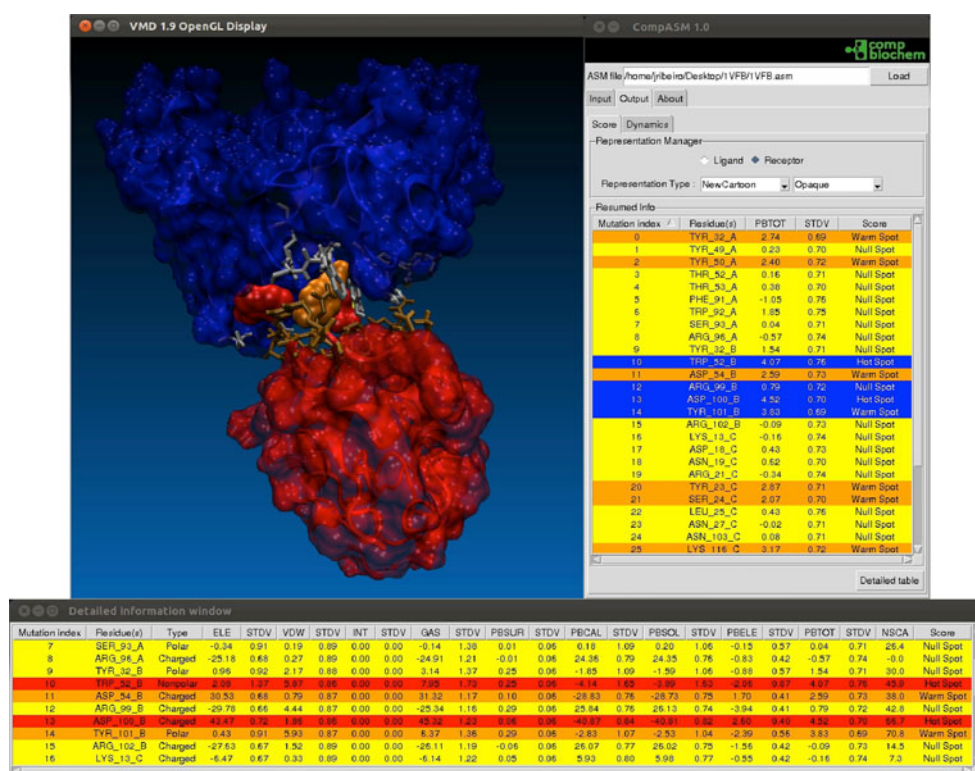 VMD 1.9 OpenGL Display
CompASM 1.0
comp
biochem
ASM file /home/jribeiro/Desktop/1VFB/1VFB.asm Load
Input Output About
Score Dynamics
Representation Manager
Ligand Receptor
Representation Type : NewCartoon Opaque
Resumed Info
Mutation index Residue(s) PBTOT STDV Score
0 TYR_32_A 2.74 0.69 Warm Spot
1 TYR_49_A 0.23 0.70 Null Spot
2 TYR_50_A 2.40 0.72 Warm Spot
3 THR_52_A 0.16 0.71 Null Spot
4 THR_53_A 0.38 0.70 Null Spot
5 PHE_91_A -1.05 0.76 Null Spot
6 TRP_92_A 1.85 0.75 Null Spot
7 SER_93_A 0.04 0.71 Null Spot
8 ARG_96_A -0.57 0.74 Null Spot
9 TYR_32_B 1.54 0.71 Null Spot
10 TRP_52_B 4.07 0.76 Hot Spot
11 ASP_54_B 2.59 0.73 Warm Spot
12 ARG_99_B 0.79 0.72 Null Spot
13 ASP_100_B 4.52 0.70 Hot Spot
14 TYR_101_B 3.83 0.69 Warm Spot
15 ARG_102_B -0.09 0.73 Null Spot
16 LYS_13_C -0.16 0.74 Null Spot
17 ASP_18_C 0.43 0.73 Null Spot
18 ASN_19_C 0.62 0.70 Null Spot
19 ARG_21_C -0.34 0.74 Null Spot
20 TYR_23_C 2.87 0.71 Warm Spot
21 SER_24_C 2.07 0.70 Warm Spot
22 LEU_25_C 0.43 0.76 Null Spot
23 ASN_27_C -0.02 0.71 Null Spot
24 ASN_103_C 0.08 0.71 Null Spot
25 LYS_116_C 3.17 0.72 Warm Spot
Detailed table
Detailed Information window
Mutation index Residue(s) Type ELE STDV VDW STDV INT STDV GAS STDV PBSUR STDV PBCAL STDV PBSOL STDV PBELE STDV PBTOT STDV NSCA Score
7 SER_93_A Polar -0.34 0.91 0.19 0.89 0.00 0.00 -0.14 1.38 0.01 0.06 0.18 1.09 0.20 1.06 -0.15 0.57 0.04 0.71 26.4 Null Spot
8 ARG_96_A Charged -25.18 0.68 0.27 0.89 0.00 0.00 -24.91 1.21 -0.01 0.06 24.36 0.79 24.35 0.76 -0.83 0.42 -0.57 0.74 -0.0 Null Spot
9 TYR_32_B Polar 0.96 0.92 2.17 0.88 0.00 0.00 3.14 1.37 0.25 0.06 -1.85 1.09 -1.59 1.06 -0.88 0.57 1.54 0.71 30.0 Null Spot
10 TRP_52_B Nonpolar 2.08 1.37 5.87 0.86 0.00 0.00 7.95 1.73 0.25 0.06 -4.14 1.65 -3.89 1.63 -2.06 0.87 4.07 0.76 45.8 Hot Spot
11 ASP_54_B Charged 30.53 0.68 0.79 0.87 0.00 0.00 31.32 1.17 0.10 0.06 -28.83 0.76 -28.73 0.75 1.70 0.41 2.59 0.73 38.0 Warm Spot
12 ARG_99_B Charged -29.78 0.66 4.44 0.87 0.00 0.00 -25.34 1.16 0.29 0.06 25.84 0.76 26.13 0.74 -3.94 0.41 0.79 0.72 42.8 Null Spot
13 ASP_100_B Charged 43.47 0.72 1.86 0.86 0.00 0.00 45.32 1.23 0.06 0.06 -40.87 0.84 -40.81 0.82 2.60 0.40 4.52 0.70 66.7 Hot Spot
14 TYR_101_B Polar 0.43 0.91 5.93 0.87 0.00 0.00 6.37 1.36 0.29 0.06 -2.83 1.07 -2.53 1.04 -2.39 0.56 3.83 0.69 70.8 Warm Spot
15 ARG_102_B Charged -27.63 0.67 1.52 0.89 0.00 0.00 -26.11 1.19 -0.06 0.06 26.07 0.77 26.02 0.75 -1.56 0.42 -0.09 0.73 14.5 Null Spot
16 LYS_13_C Charged -6.47 0.67 0.33 0.89 0.00 0.00 -6.14 1.22 0.05 0.06 5.93 0.80 5.98 0.77 -0.55 0.42 -0.16 0.74 7.3 Null Spot